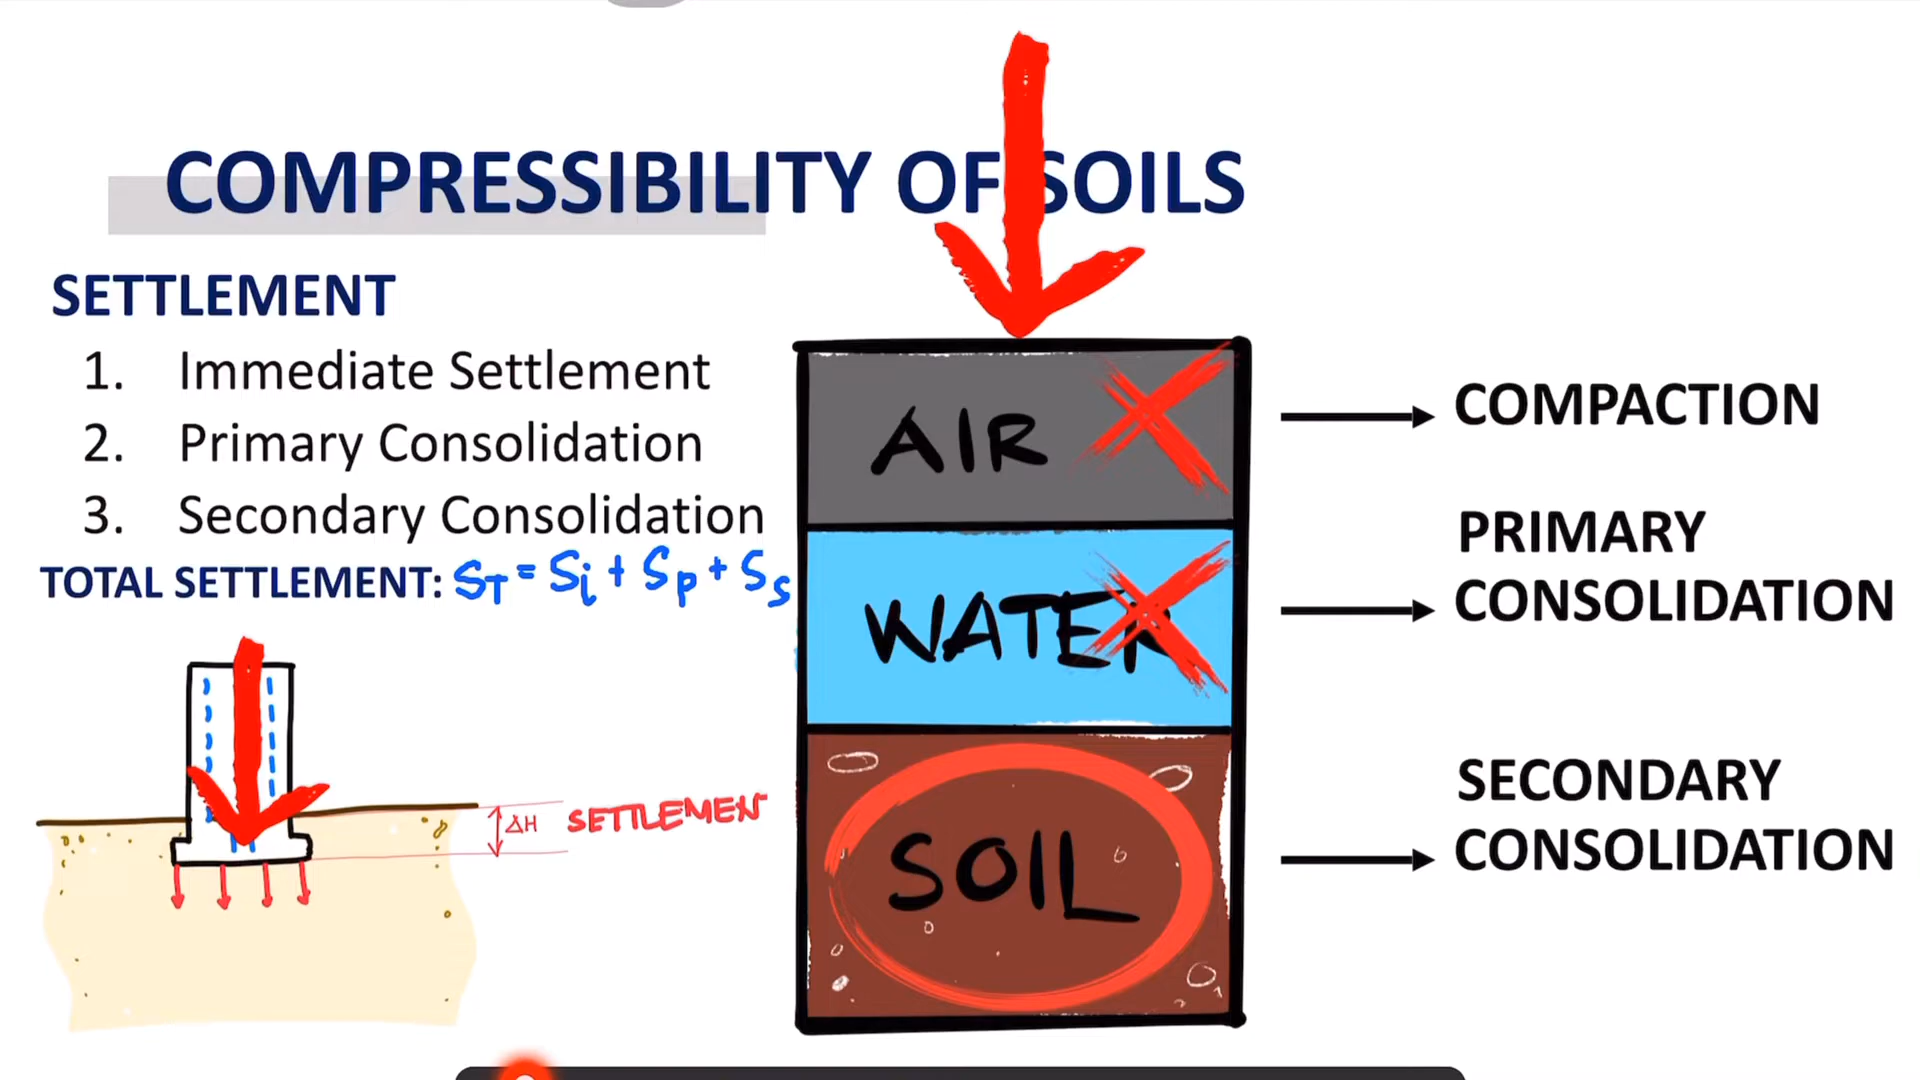 COMPRESSIBILITY OF SOILS
SETTLEMENT
1. Immediate Settlement
2. Primary Consolidation
3. Secondary Consolidation
TOTAL SETTLEMENT: ST = Si + Sp + Ss
ΔH SETTLEMEN
AIR
WATER
SOIL
COMPACTION
PRIMARY
CONSOLIDATION
SECONDARY
CONSOLIDATION